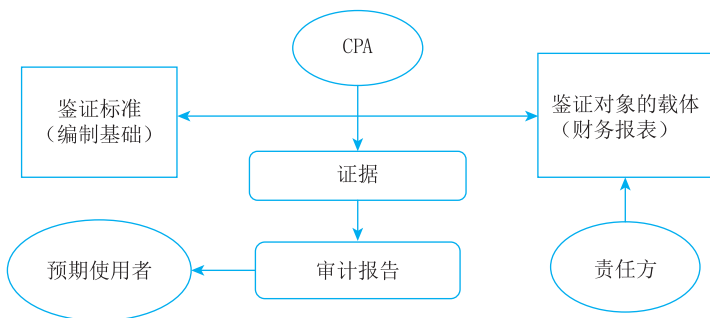 CPA
鉴证标准
（编制基础）
鉴证对象的载体
（财务报表）
证据
预期使用者
审计报告
责任方